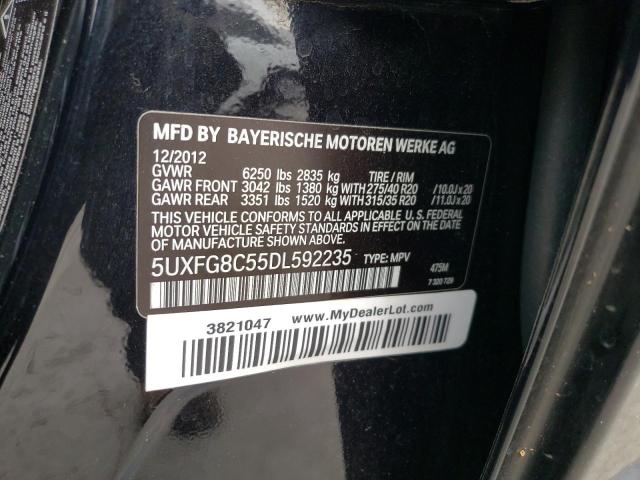 MFD BY BAYERISCHE MOTOREN WERKE AG
12/2012
GVWR 6250 lbs 2835 kg TIRE / RIM
GAWR FRONT 3042 lbs 1380 kg WITH 275/40 R20 /10.0J x 20
GAWR REAR 3351 lbs 1520 kg WITH 315/35 R20 /11.0J x 20
THIS VEHICLE CONFORMS TO ALL APPLICABLE U.S. FEDERAL
MOTOR VEHICLE SAFETY STANDARDS IN EFFECT ON THE DATE
OF MANUFACTURE SHOWN ABOVE.
5UXFG8C55DL592235 TYPE: MPV 475M
7 320 729
3821047 www.MyDealerLot.com